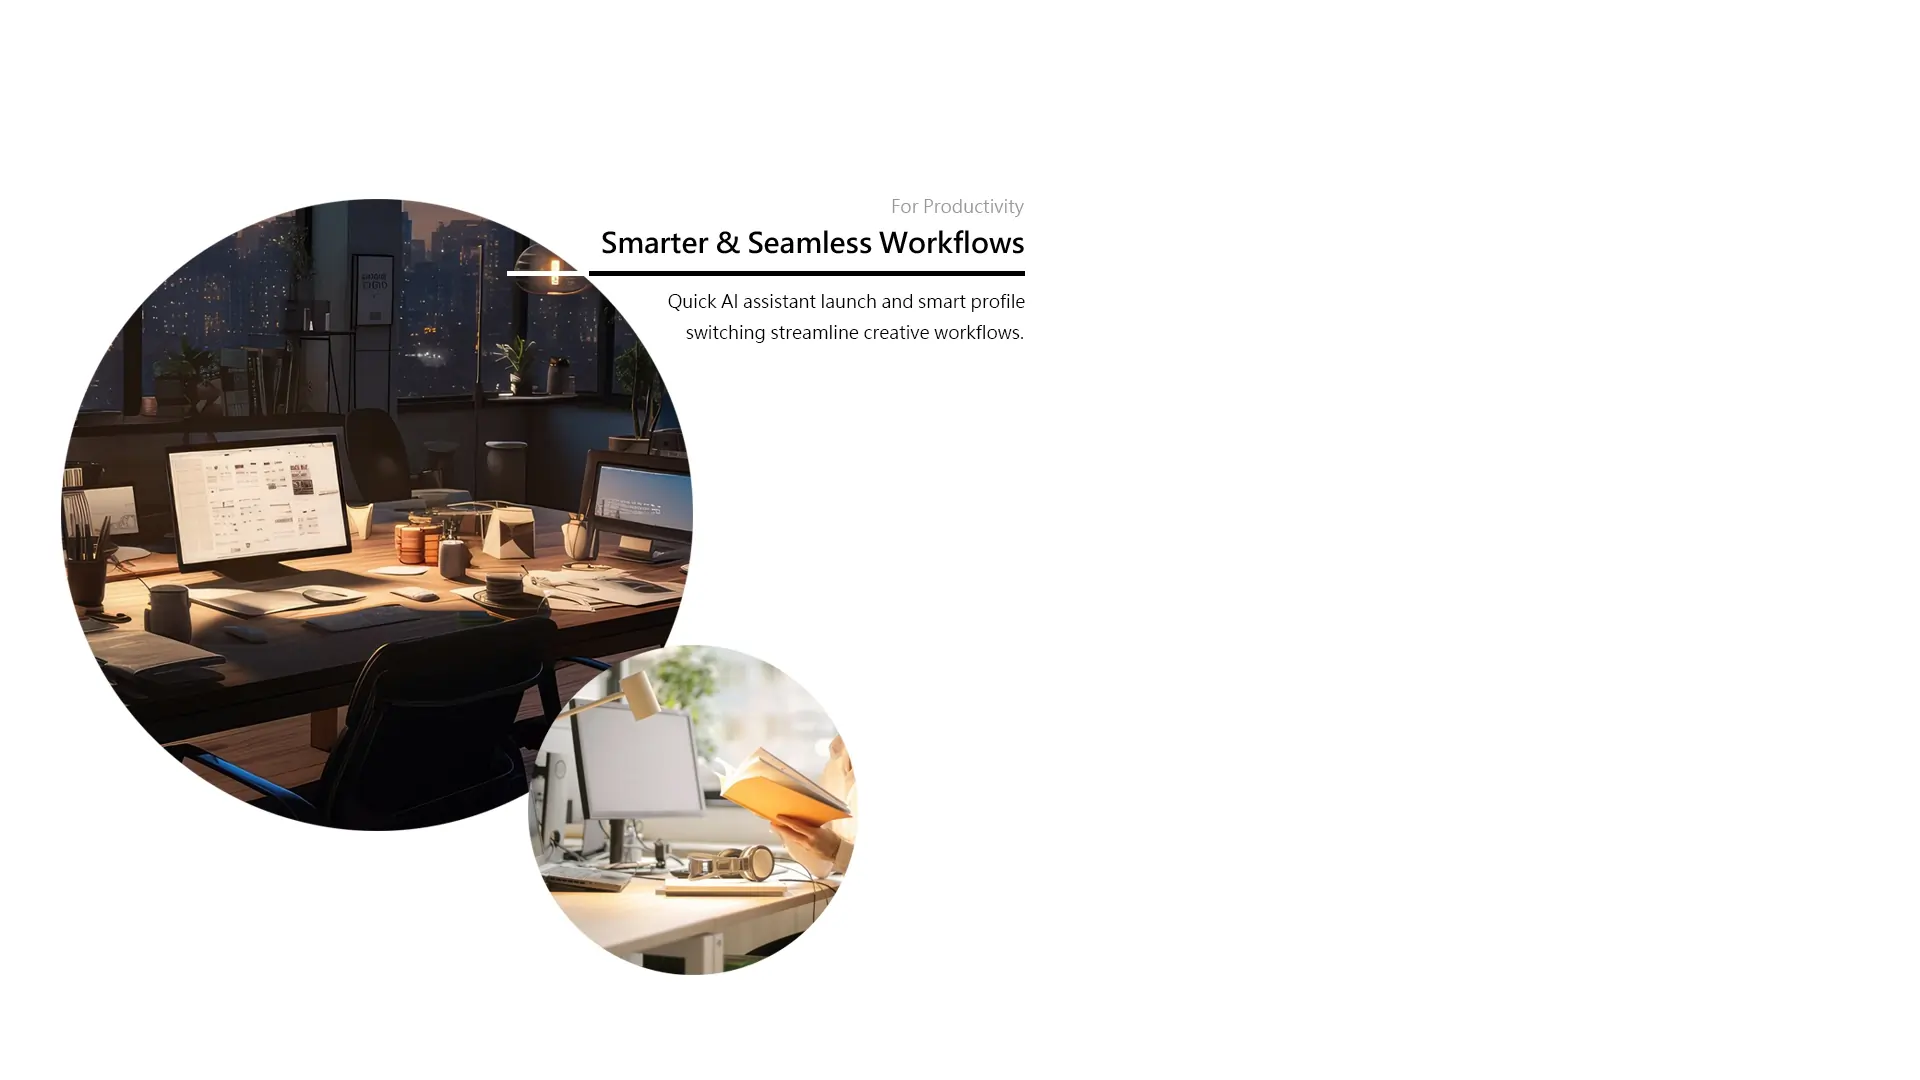 For Productivity
Smarter & Seamless Workflows
Quick AI assistant launch and smart profile
switching streamline creative workflows.